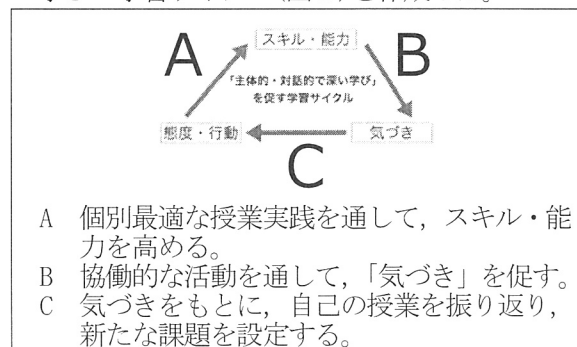 A
スキル・能力
B
「主体的・対話的で深い学び」
を促す学習サイクル
態度・行動
気づき
C
A 個別最適な授業実践を通して，スキル・能
力を高める。
B 協働的な活動を通して，「気づき」を促す。
C 気づきをもとに，自己の授業を振り返り，
新たな課題を設定する。